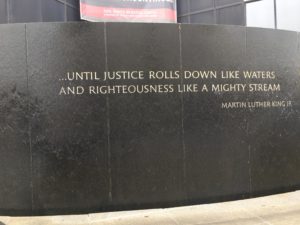 ...UNTIL JUSTICE ROLLS DOWN LIKE WATERS
AND RIGHTEOUSNESS LIKE A MIGHTY STREAM
MARTIN LUTHER KING JR